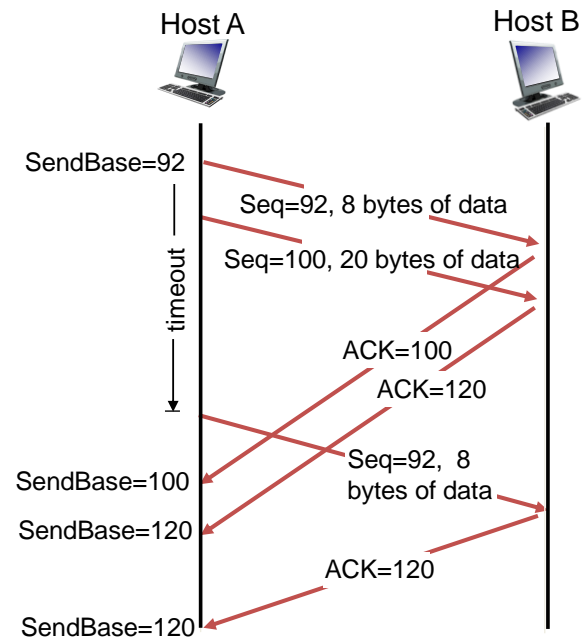 Host A
Host B
SendBase=92
Seq=92, 8 bytes of data
Seq=100, 20 bytes of data
timeout
ACK=100
ACK=120
Seq=92, 8
bytes of data
SendBase=100
SendBase=120
ACK=120
SendBase=120